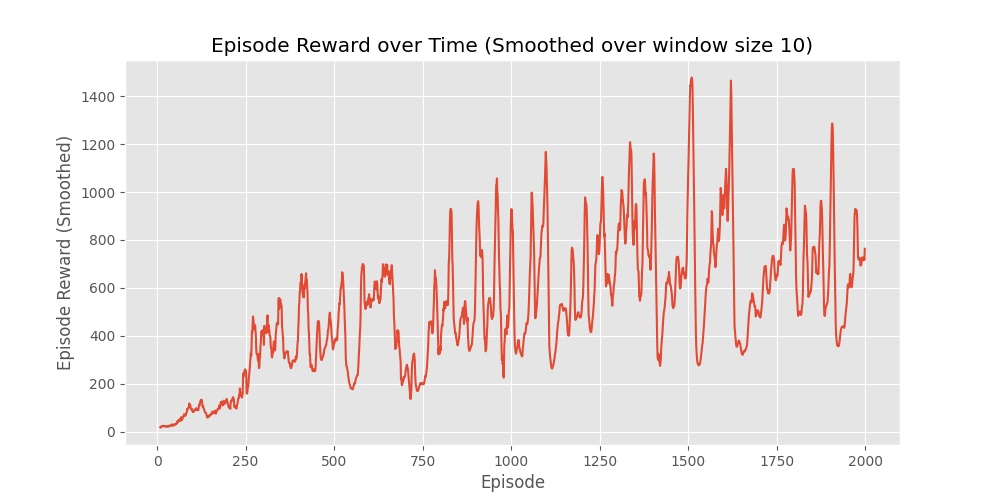 Episode Reward over Time (Smoothed over window size 10)
Episode Reward (Smoothed)
1400
1200
1000
800
600
400
200
0
0 250 500 750 1000 1250 1500 1750 2000
Episode